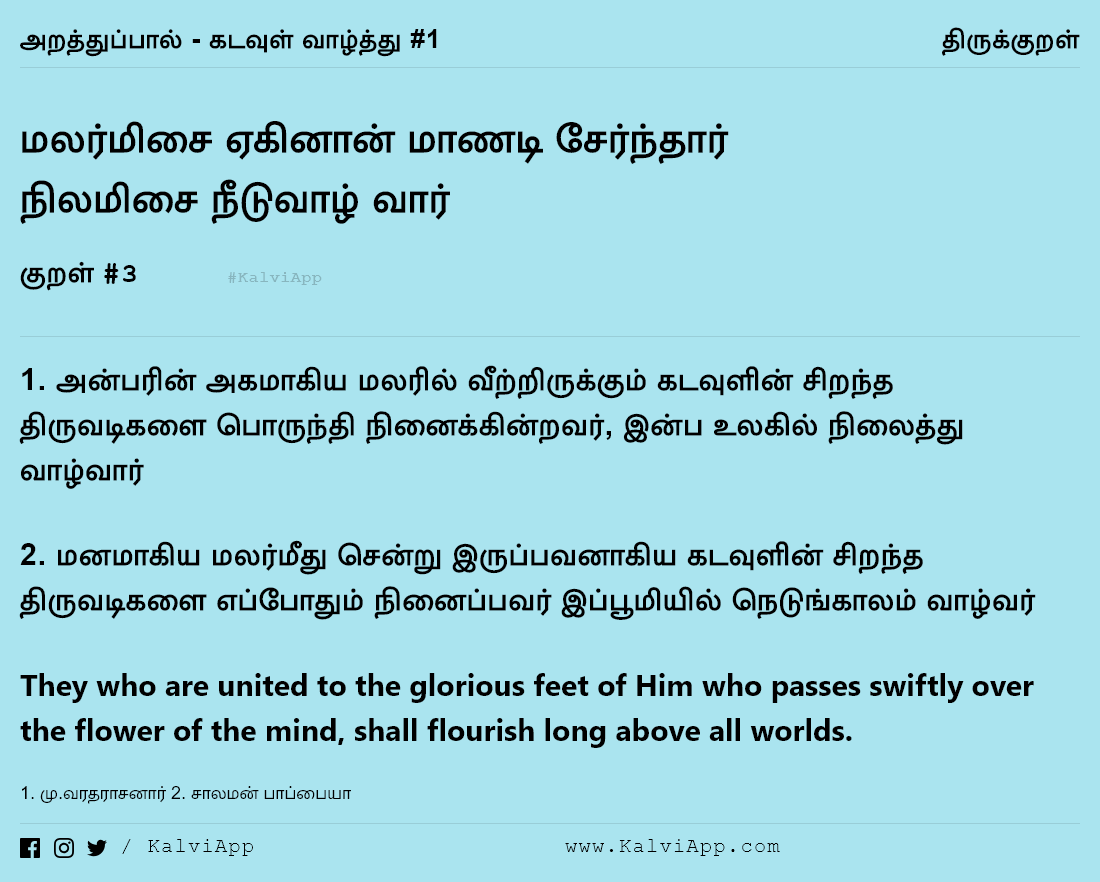 அறத்துப்பால் - கடவுள் வாழ்த்து #1 திருக்குறள்
மலர்மிசை ஏகினான் மாணடி சேர்ந்தார்
நிலமிசை நீடுவாழ் வார்
குறள் #3 #KalviApp
1. அன்பரின் அகமாகிய மலரில் வீற்றிருக்கும் கடவுளின் சிறந்த
திருவடிகளை பொருந்தி நினைக்கின்றவர், இன்ப உலகில் நிலைத்து
வாழ்வார்
2. மனமாகிய மலர்மீது சென்று இருப்பவனாகிய கடவுளின் சிறந்த
திருவடிகளை எப்போதும் நினைப்பவர் இப்பூமியில் நெடுங்காலம் வாழ்வர்
They who are united to the glorious feet of Him who passes swiftly over
the flower of the mind, shall flourish long above all worlds.
1. மு.வரதராசனார் 2. சாலமன் பாப்பையா
/ KalviApp www.KalviApp.com